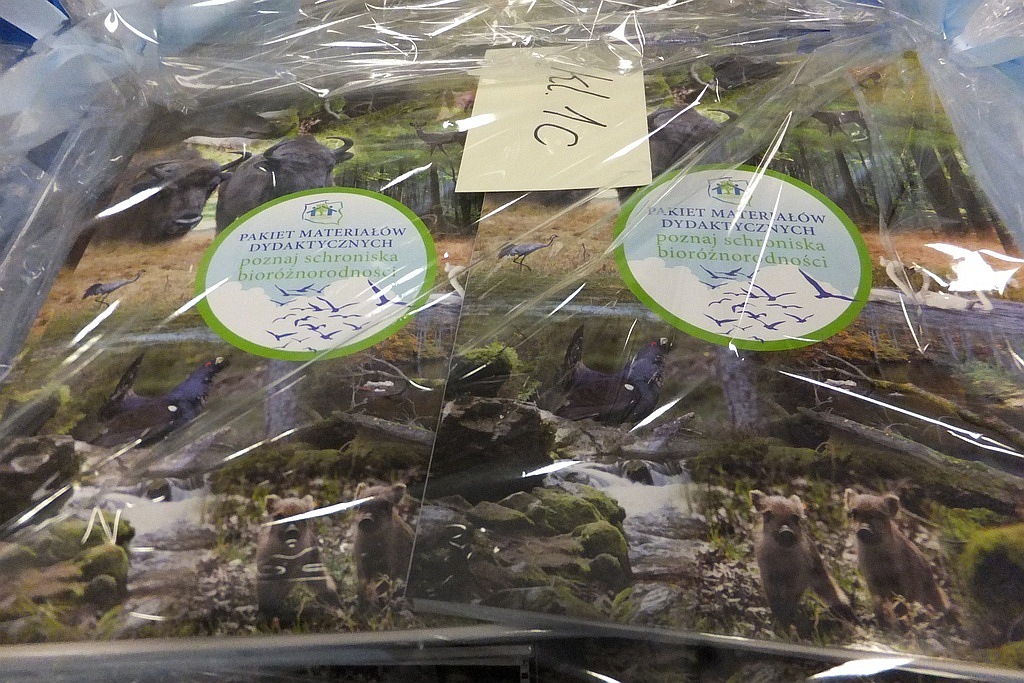 kl. 1c
PAKIET MATERIAŁÓW
DYDAKTYCZNYCH
poznaj schroniska
bioróżnorodności
PAKIET MATERIAŁÓW
DYDAKTYCZNYCH
poznaj schroniska
bioróżnorodności